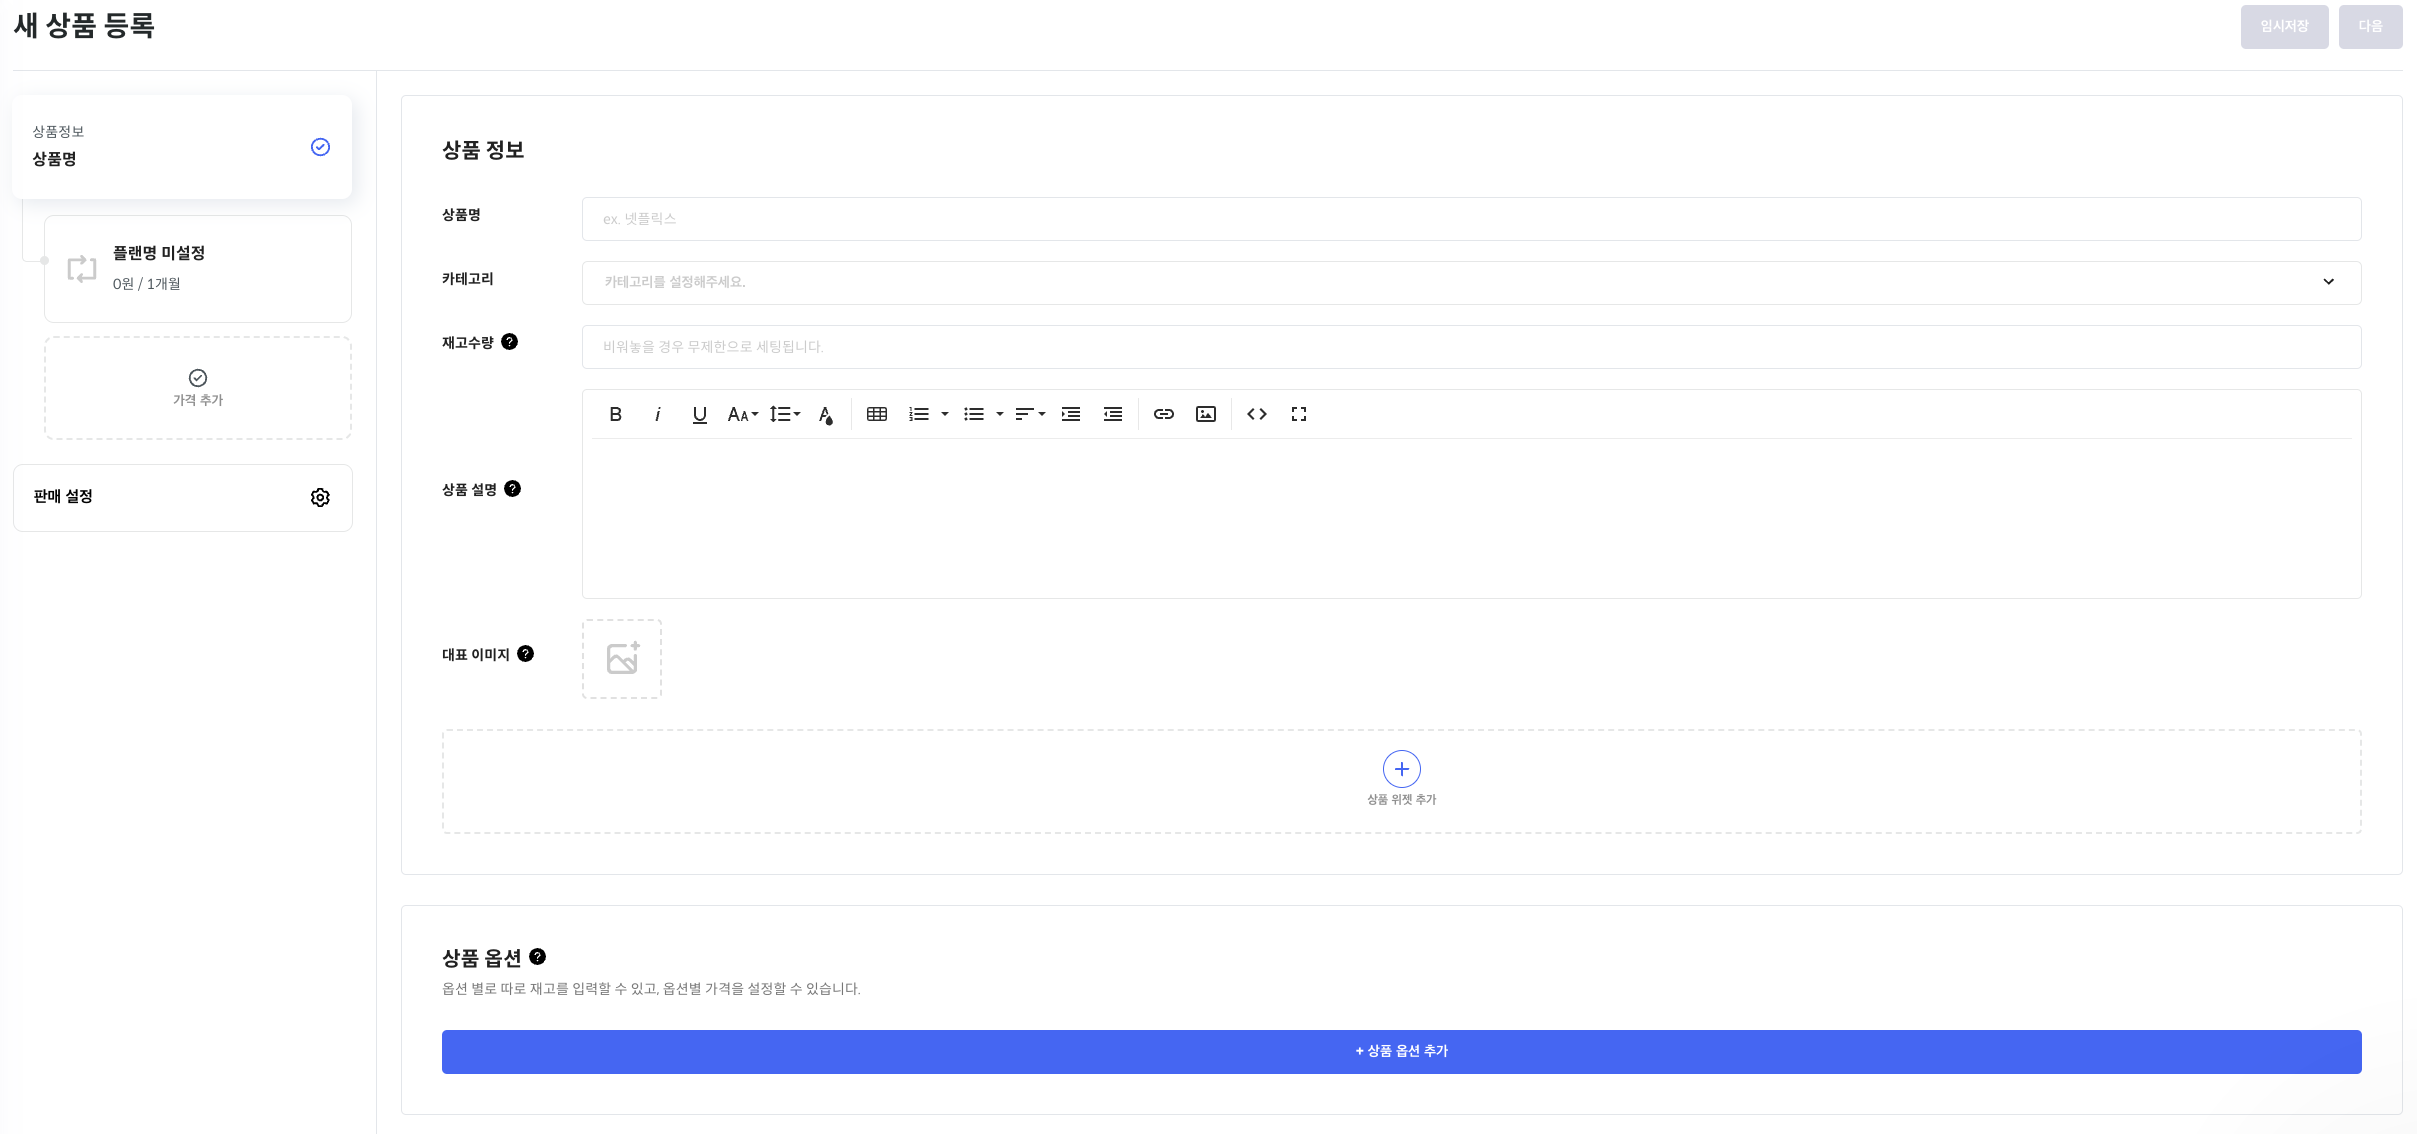 새 상품 등록
임시저장
다음
상품정보
상품명
플랜명 미설정
0원 / 1개월
가격 추가
판매 설정
상품 정보
상품명
ex. 넷플릭스
카테고리
카테고리를 설정해주세요.
재고수량
비워놓을 경우 무제한으로 세팅됩니다.
상품 설명
대표 이미지
상품 위젯 추가
상품 옵션
옵션 별로 따로 재고를 입력할 수 있고, 옵션별 가격을 설정할 수 있습니다.
+ 상품 옵션 추가